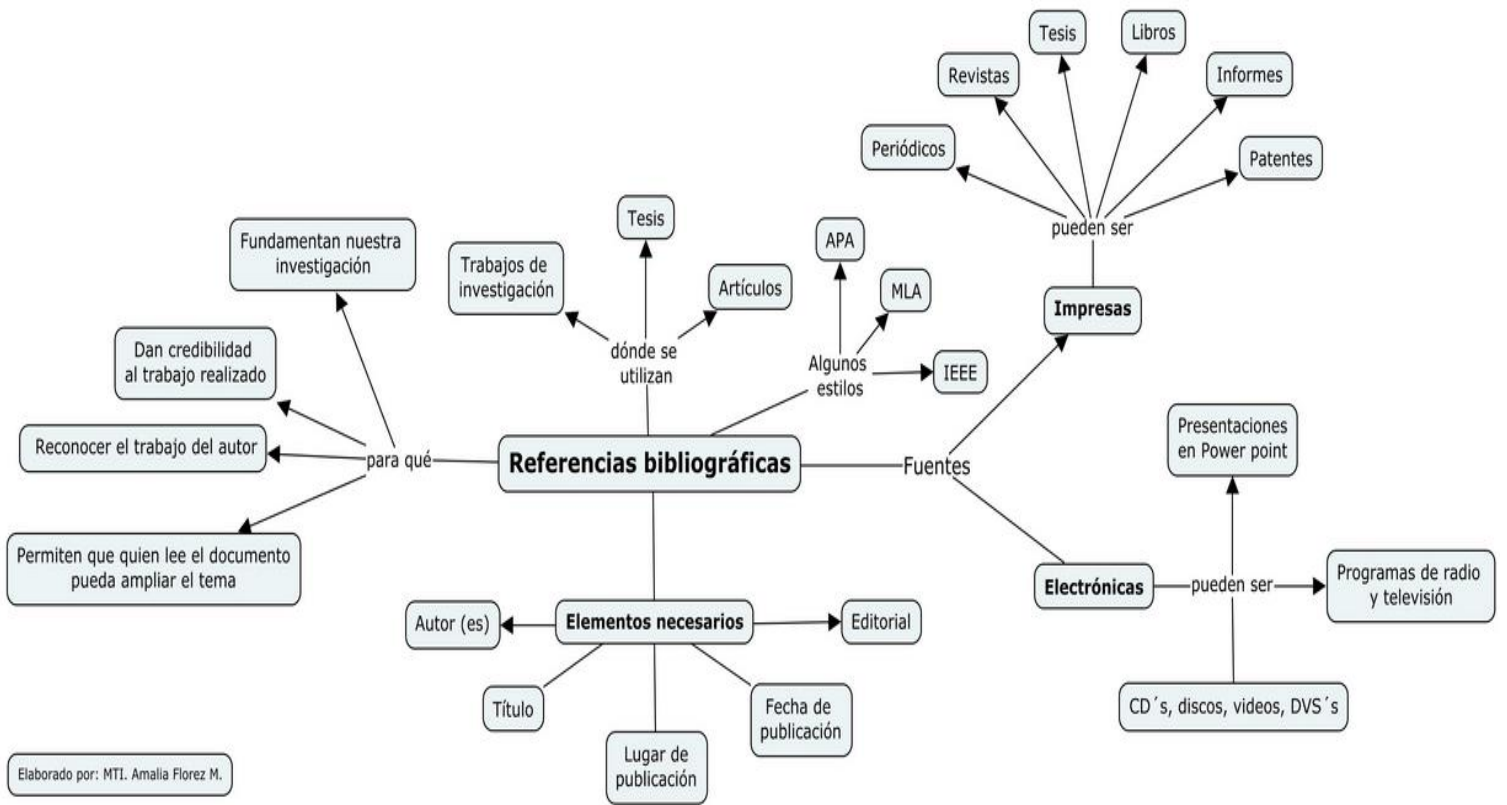 Tesis
Libros
Revistas
Informes
Periódicos
Patentes
pueden ser
Impresas
Fundamentan nuestra
investigación
Dan credibilidad
al trabajo realizado
Reconocer el trabajo del autor
Permiten que quien lee el documento
pueda ampliar el tema
para qué
Trabajos de
investigación
Tesis
Artículos
dónde se
utilizan
APA
MLA
IEEE
Algunos
estilos
Referencias bibliográficas
Fuentes
Presentaciones
en Power point
Electrónicas
pueden ser
Programas de radio
y televisión
CD´s, discos, videos, DVS´s
Elementos necesarios
Autor (es)
Editorial
Título
Lugar de
publicación
Fecha de
publicación
Elaborado por: MTI. Amalia Florez M.